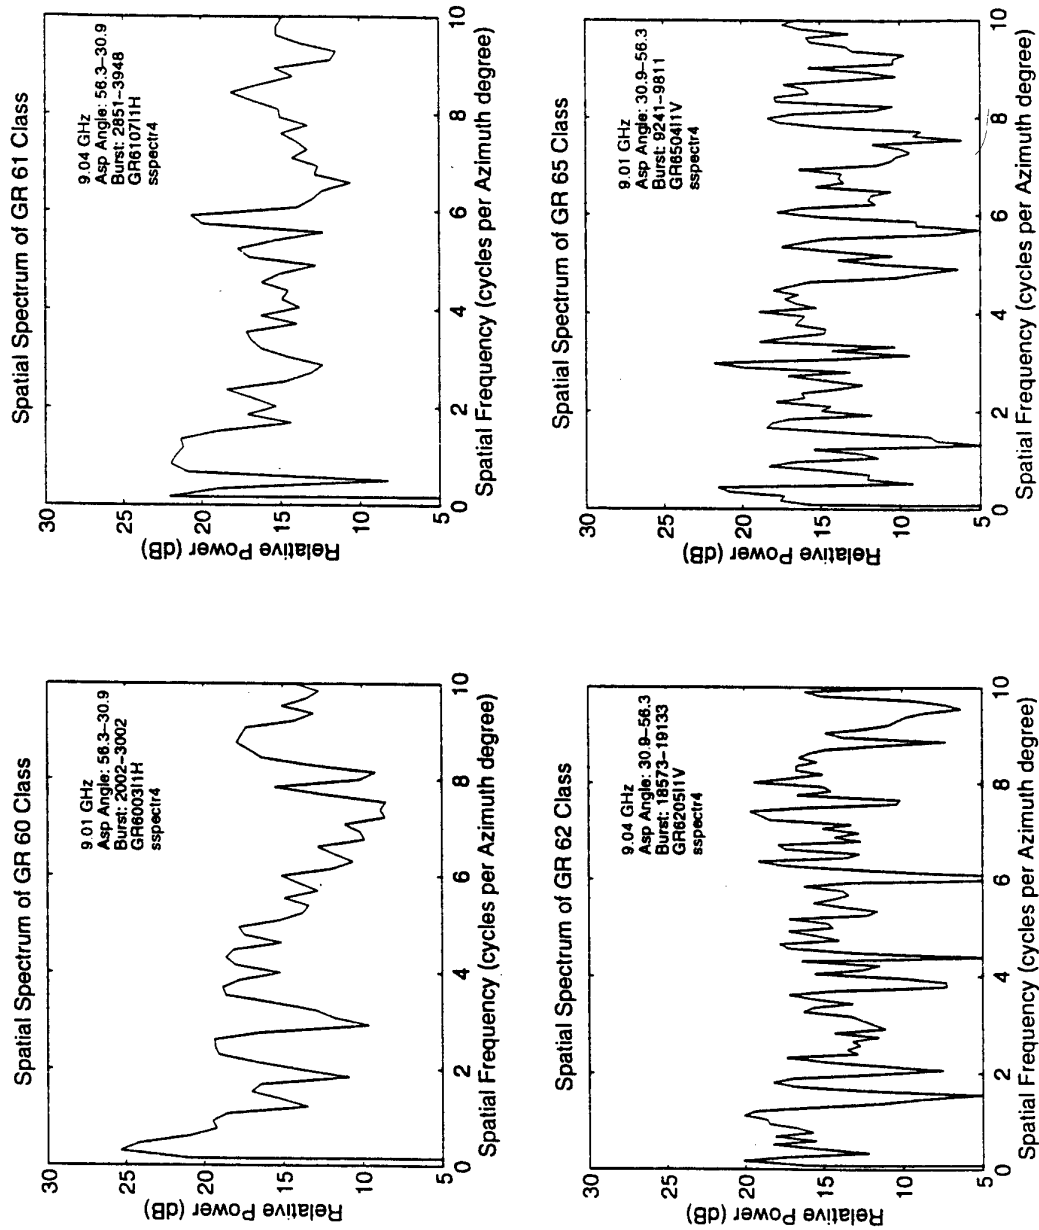 Spatial Spectrum of GR 60 Class
9.01 GHz
Asp Angle: 56.3–30.9
Burst: 2002–3002
GR6003I1H
sspectr4
30
25
20
15
10
5
Relative Power (dB)
0
2
4
6
8
10
Spatial Frequency (cycles per Azimuth degree)
Spatial Spectrum of GR 61 Class
9.04 GHz
Asp Angle: 56.3–30.9
Burst: 2851–3948
GR6107I11H
sspectr4
30
25
20
15
10
5
Relative Power (dB)
0
2
4
6
8
10
Spatial Frequency (cycles per Azimuth degree)
Spatial Spectrum of GR 62 Class
9.04 GHz
Asp Angle: 30.9–56.3
Burst: 18573–19133
GR6205I1V
sspectr4
30
25
20
15
10
5
Relative Power (dB)
0
2
4
6
8
10
Spatial Frequency (cycles per Azimuth degree)
Spatial Spectrum of GR 65 Class
9.01 GHz
Asp Angle: 30.9–56.3
Burst: 9241–9811
GR6504I1V
sspectr4
30
25
20
15
10
5
Relative Power (dB)
0
2
4
6
8
10
Spatial Frequency (cycles per Azimuth degree)